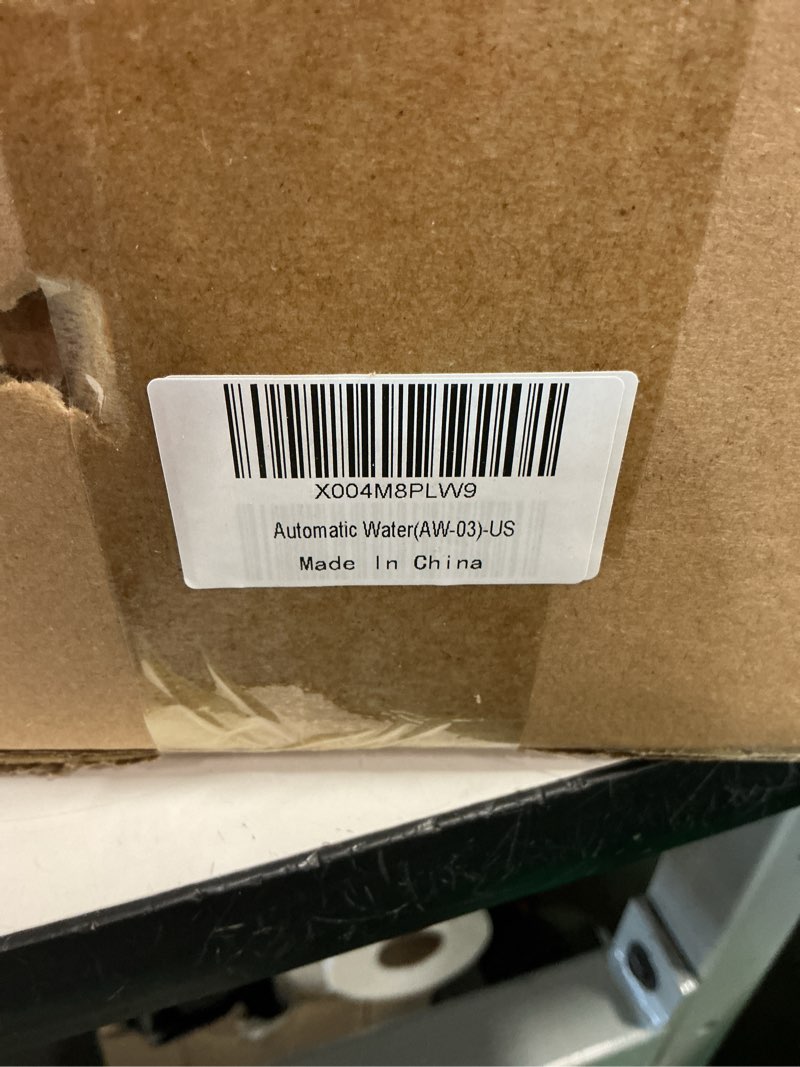 X004M8PLW9
Automatic Water(AW-03)-US
Made In China